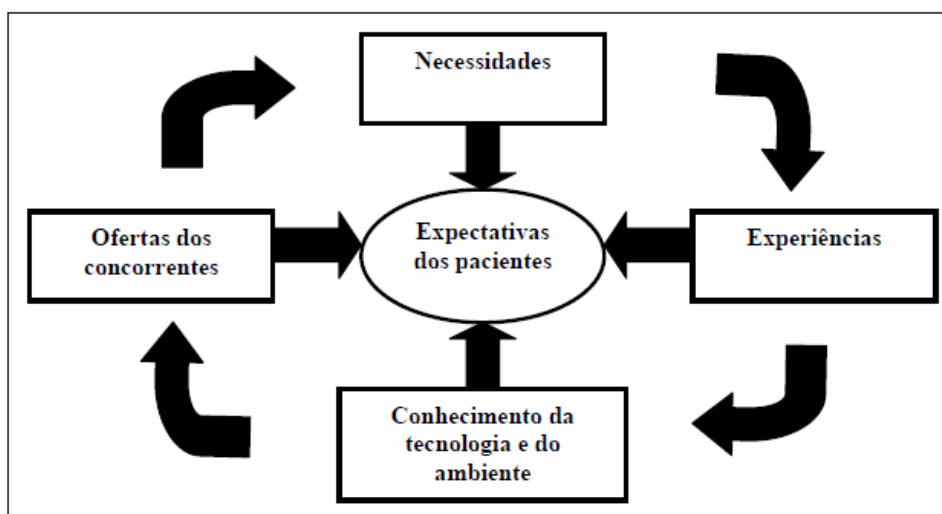 Necessidades
Ofertas dos
concorrentes
Expectativas
dos pacientes
Experiências
Conhecimento da
tecnologia e do
ambiente